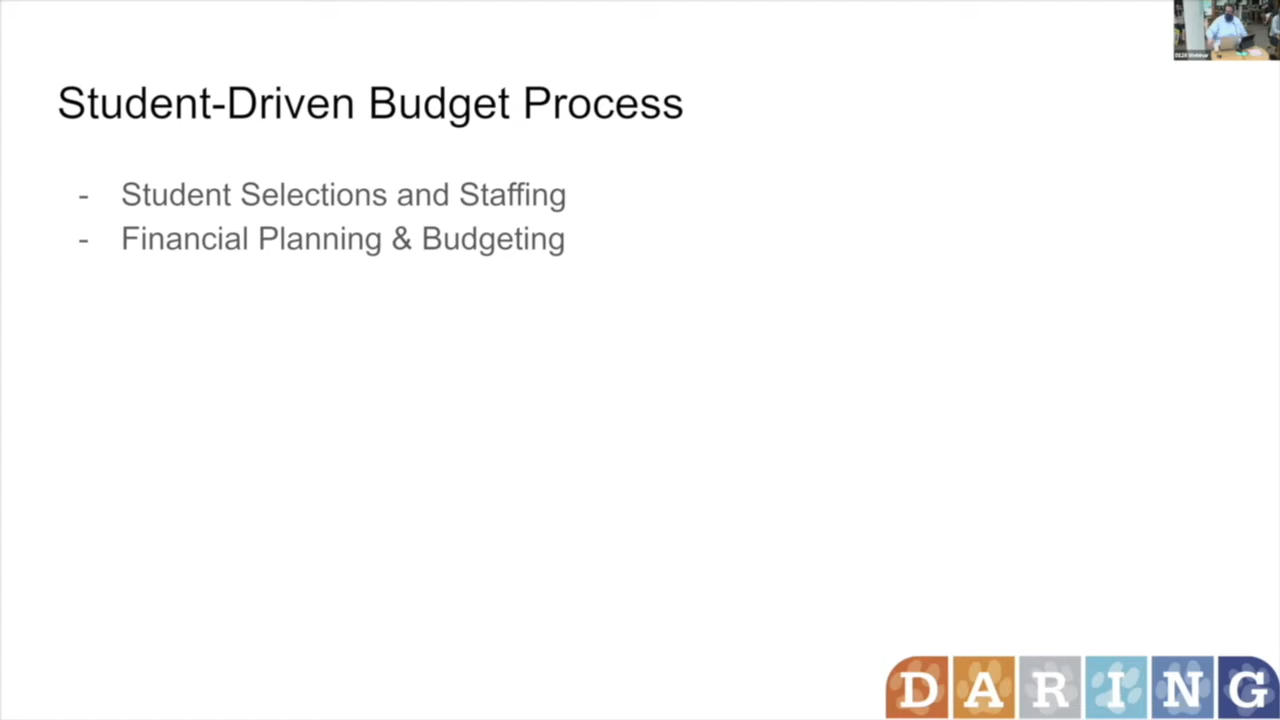 Student-Driven Budget Process
- Student Selections and Staffing
- Financial Planning & Budgeting
DARING